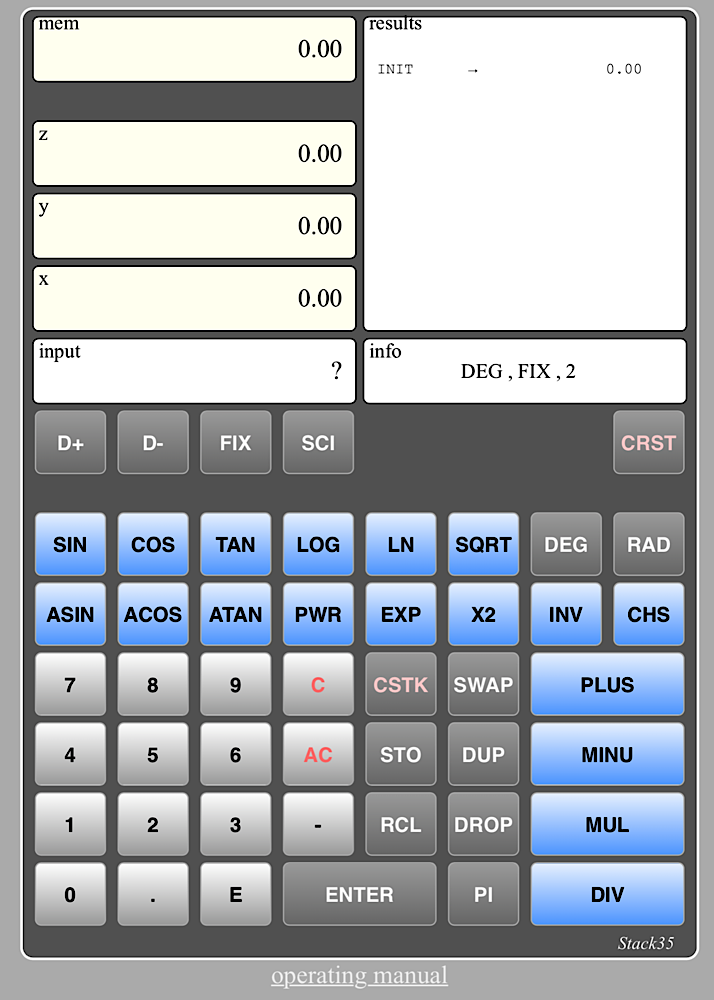 mem
0.00
z
0.00
y
0.00
x
0.00
input
?
results
INIT → 0.00
info
DEG , FIX , 2
D+ D- FIX SCI CRST
SIN COS TAN LOG LN SQRT DEG RAD
ASIN ACOS ATAN PWR EXP X2 INV CHS
7 8 9 C CSTK SWAP PLUS
4 5 6 AC STO DUP MINU
1 2 3 - RCL DROP MUL
0 . E ENTER PI DIV
Stack35
operating manual